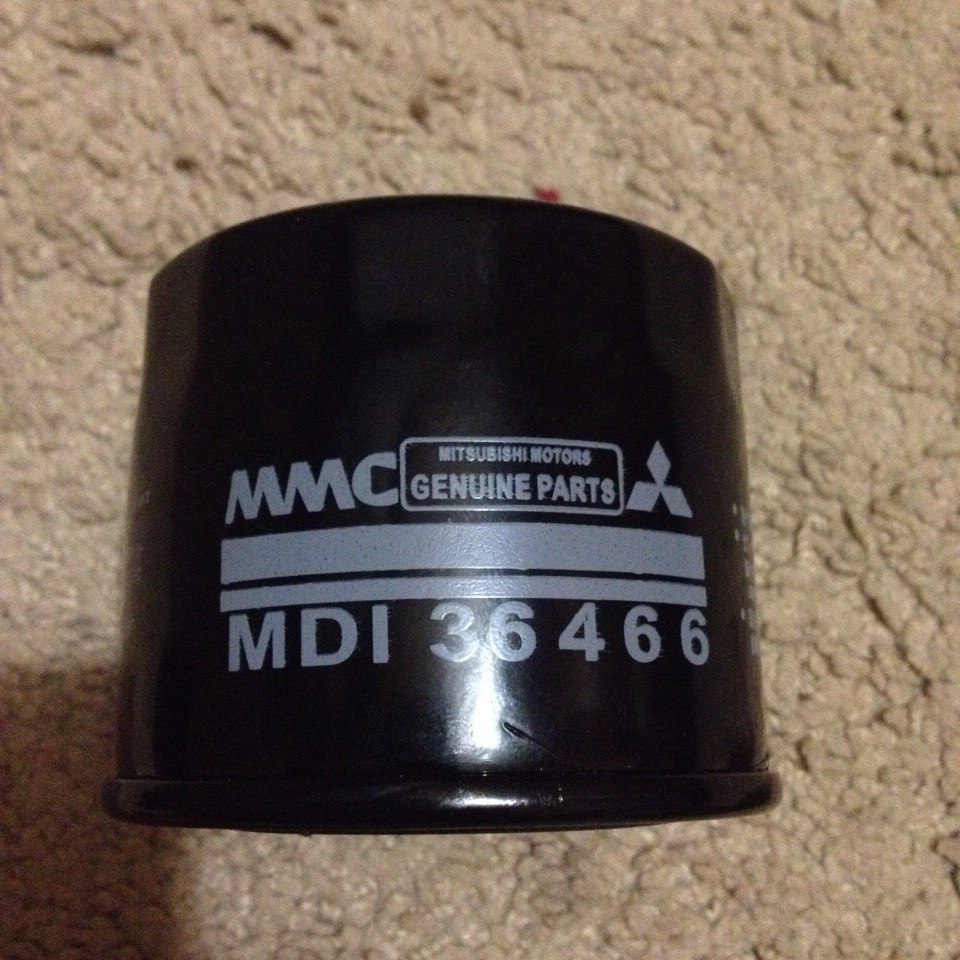 MMC
MITSUBISHI MOTORS
GENUINE PARTS
MDI 36466